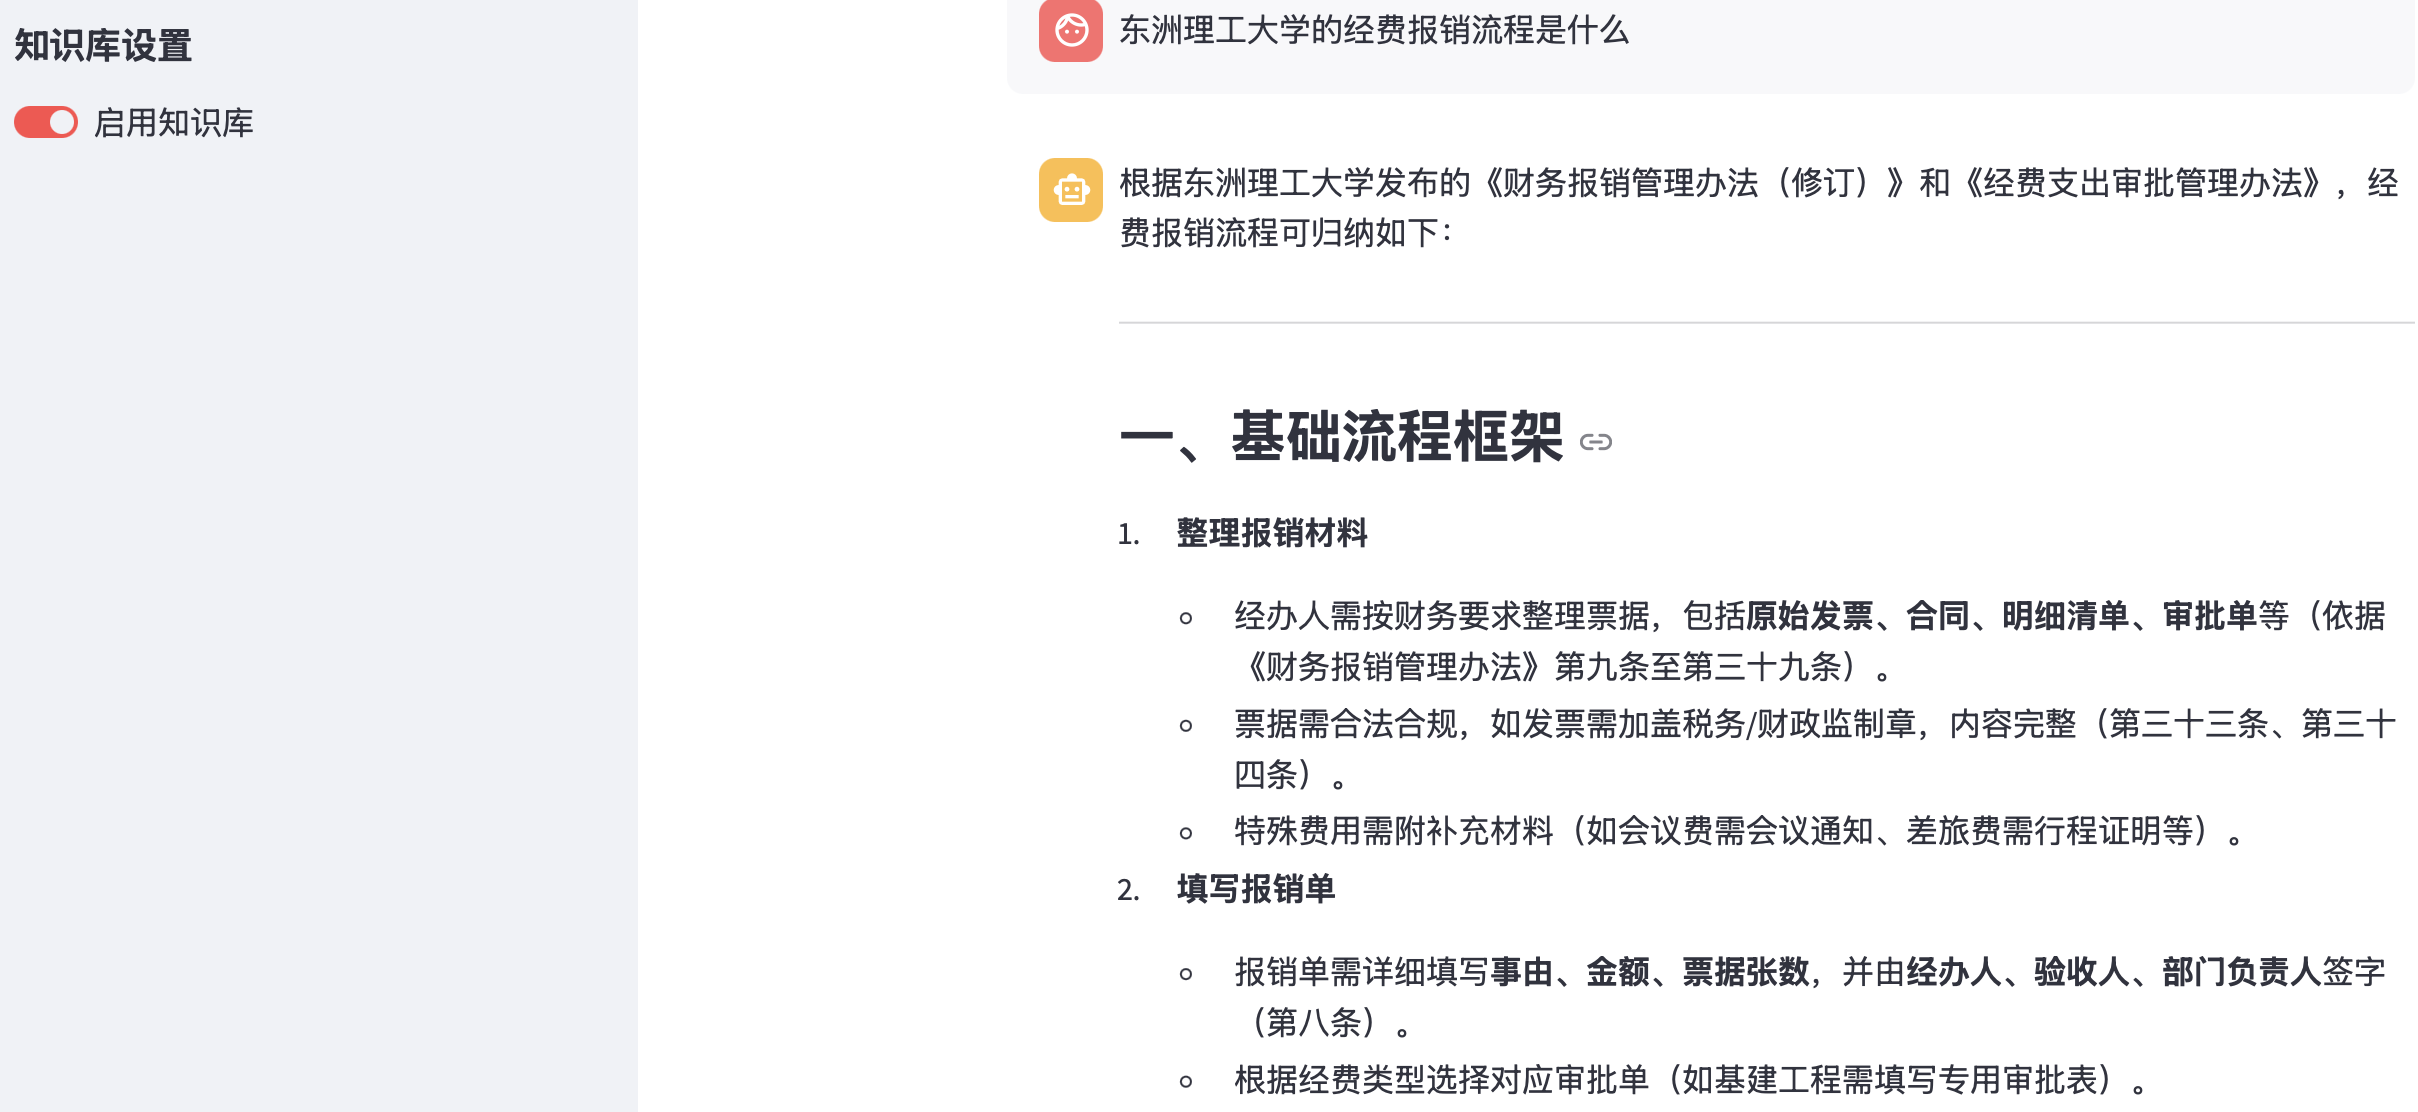 知识库设置
启用知识库
东洲理工大学的经费报销流程是什么
根据东洲理工大学发布的《财务报销管理办法（修订）》和《经费支出审批管理办法》，经
费报销流程可归纳如下：
一、基础流程框架
1. 整理报销材料
经办人需按财务要求整理票据，包括原始发票、合同、明细清单、审批单等（依据
《财务报销管理办法》第九条至第三十九条）。
票据需合法合规，如发票需加盖税务/财政监制章，内容完整（第三十三条、第三十
四条）。
特殊费用需附补充材料（如会议费需会议通知、差旅费需行程证明等）。
2. 填写报销单
报销单需详细填写事由、金额、票据张数，并由经办人、验收人、部门负责人签字
（第八条）。
根据经费类型选择对应审批单（如基建工程需填写专用审批表）。